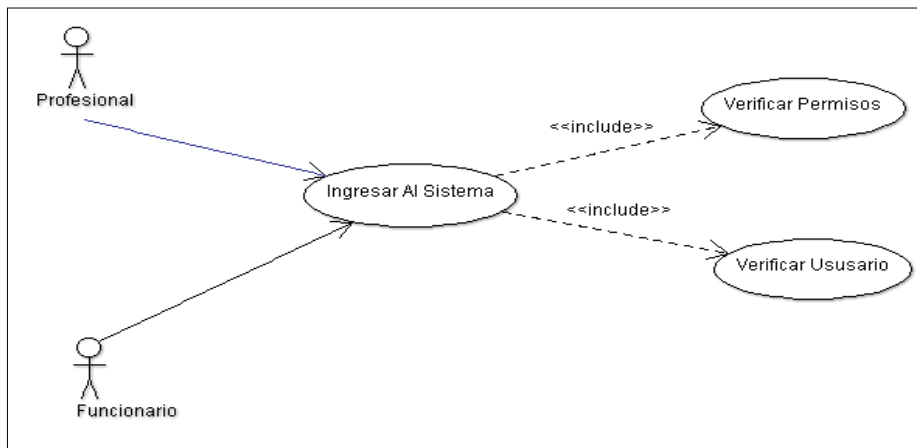 Profesional
Verificar Permisos
<<include>>
Ingresar Al Sistema
<<include>>
Verificar Ususario
Funcionario